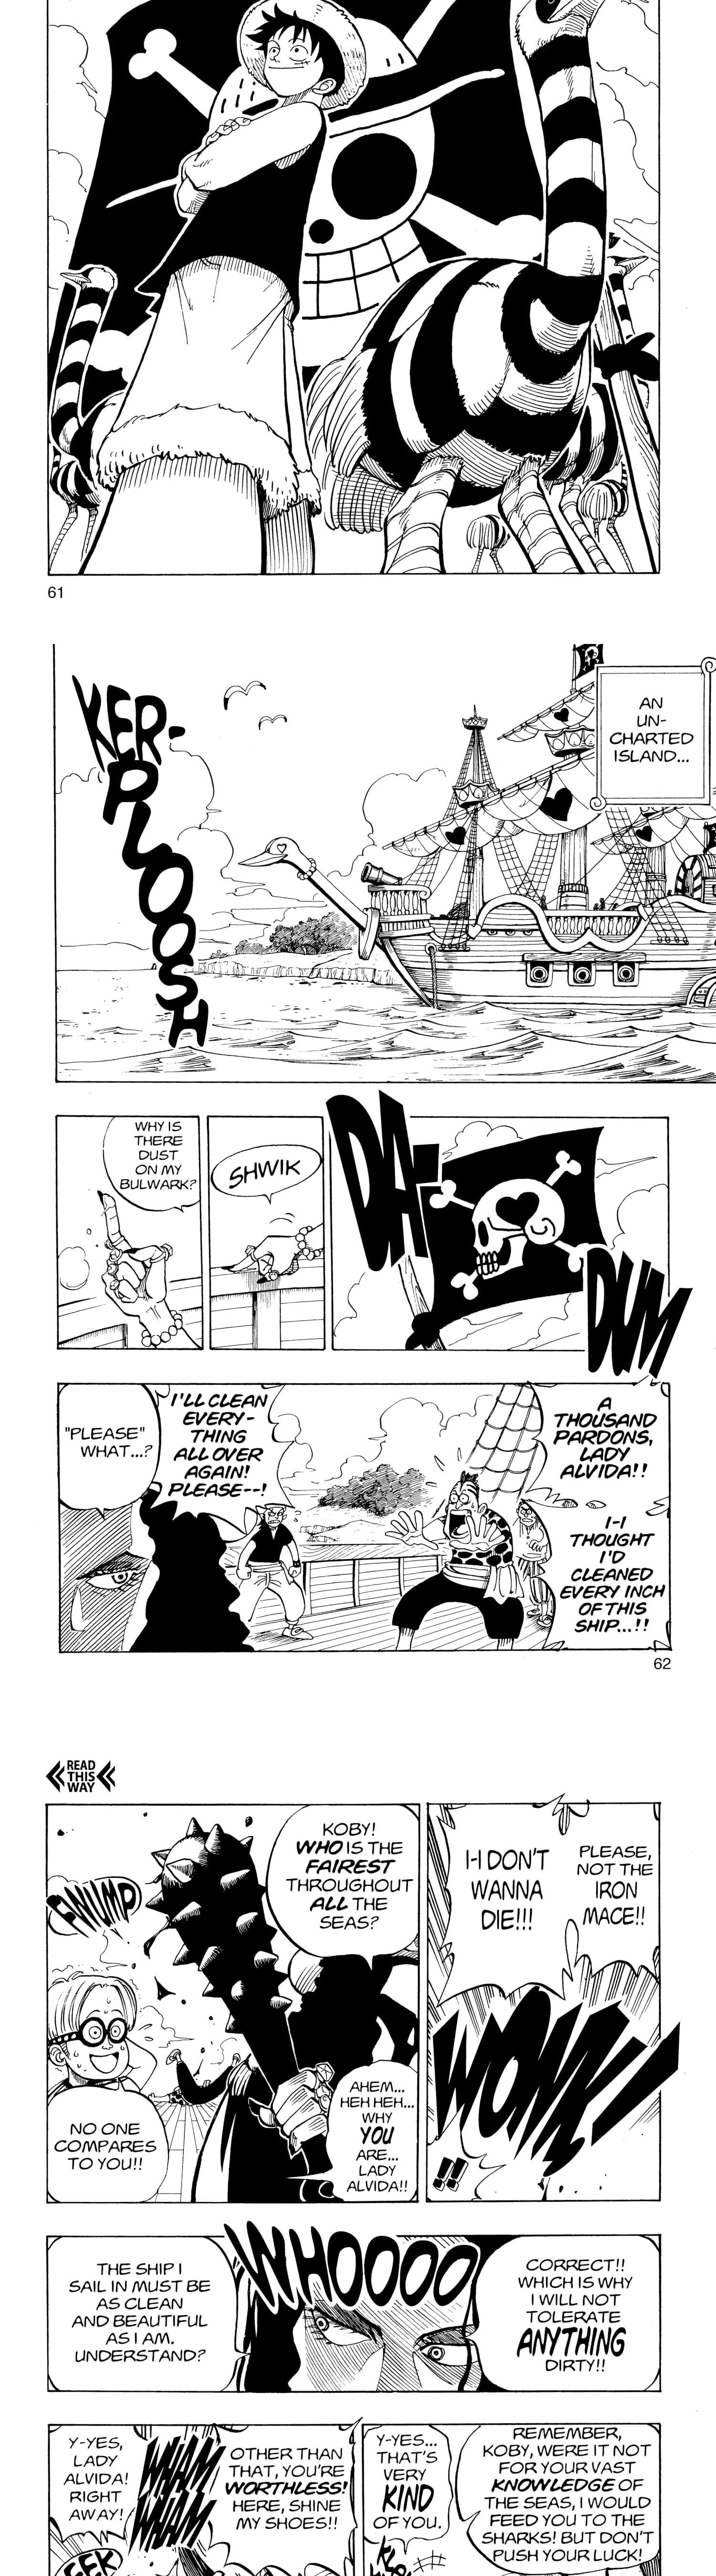 61
AN
UN-
CHARTED
ISLAND...
KER-
PLOOSH
DA-
DUM
SHWIK
WHY IS
THERE
DUST
ON MY
BULWARK?
A
THOUSAND
PARDONS,
LADY
ALVIDA!!
I-I
THOUGHT
I'D
CLEANED
EVERY INCH
OF THIS
SHIP...!!
I'LL CLEAN
EVERY-
THING
ALL OVER
AGAIN!
PLEASE--!
"PLEASE"
WHAT...?
62
READ
THIS
WAY
PLEASE,
NOT THE
IRON
MACE!!
I-I DON'T
WANNA
DIE!!!
WONK!
!!
KOBY!
WHO IS THE
FAIREST
THROUGHOUT
ALL THE
SEAS?
FWUMP
AHEM...
HEH HEH...
WHY
YOU
ARE...
LADY
ALVIDA!!
NO ONE
COMPARES
TO YOU!!
CORRECT!!
WHICH IS WHY
I WILL NOT
TOLERATE
ANYTHING
DIRTY!!
WHOOOO
THE SHIP I
SAIL IN MUST BE
AS CLEAN
AND BEAUTIFUL
AS I AM.
UNDERSTAND?
REMEMBER,
KOBY, WERE IT NOT
FOR YOUR VAST
KNOWLEDGE OF
THE SEAS, I WOULD
FEED YOU TO THE
SHARKS! BUT DON'T
PUSH YOUR LUCK!
Y-YES...
THAT'S
VERY
KIND
OF YOU.
OTHER THAN
THAT, YOU'RE
WORTHLESS!
HERE, SHINE
MY SHOES!!
WHAM
WHAM
Y-YES,
LADY
ALVIDA!
RIGHT
AWAY!
EEK